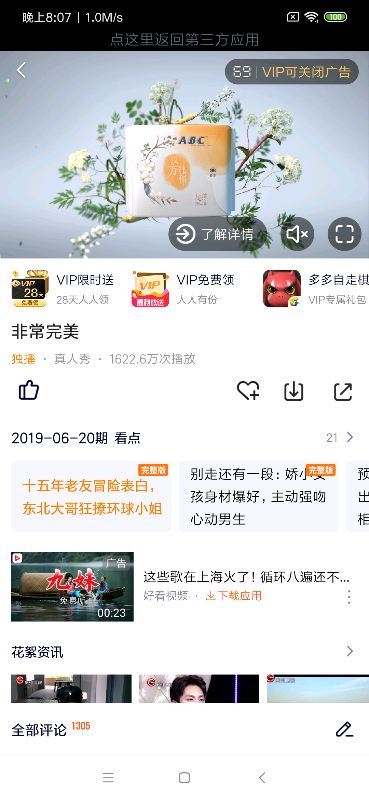 晚上8:07 | 1.0M/s
100
点这里返回第三方应用
59 | VIP可关闭广告
ABC
了解详情
VIP
28天
VIP限时送
28天人人领
VIP
福利放送
VIP免费领
人人有份
多多自走棋
VIP专属礼包
非常完美
独播 · 真人秀 · 1622.6万次播放
2019-06-20期 看点
21
完整版
十五年老友冒险表白，
东北大哥狂撩环球小姐
完整版
别走还有一段：娇小女
孩身材爆好，主动强吻
心动男生
预
出
相
广告
九妹
00:23
这些歌在上海火了！循环八遍还不...
好看视频 · 下载应用
花絮资讯
全部评论 1305